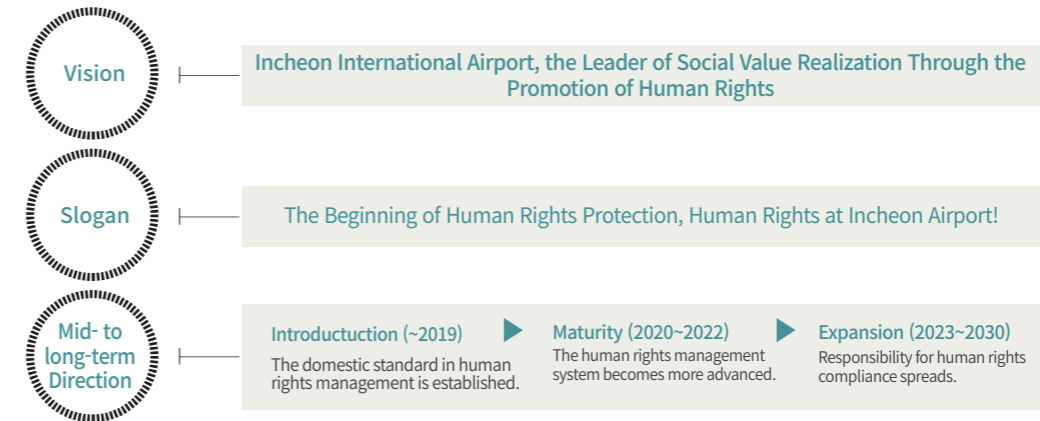 Vision
Incheon International Airport, the Leader of Social Value Realization Through the
Promotion of Human Rights
Slogan
The Beginning of Human Rights Protection, Human Rights at Incheon Airport!
Mid- to
long-term
Direction
Introductuction (~2019)
The domestic standard in human
rights management is established.
Maturity (2020~2022)
The human rights management
system becomes more advanced.
Expansion (2023~2030)
Responsibility for human rights
compliance spreads.